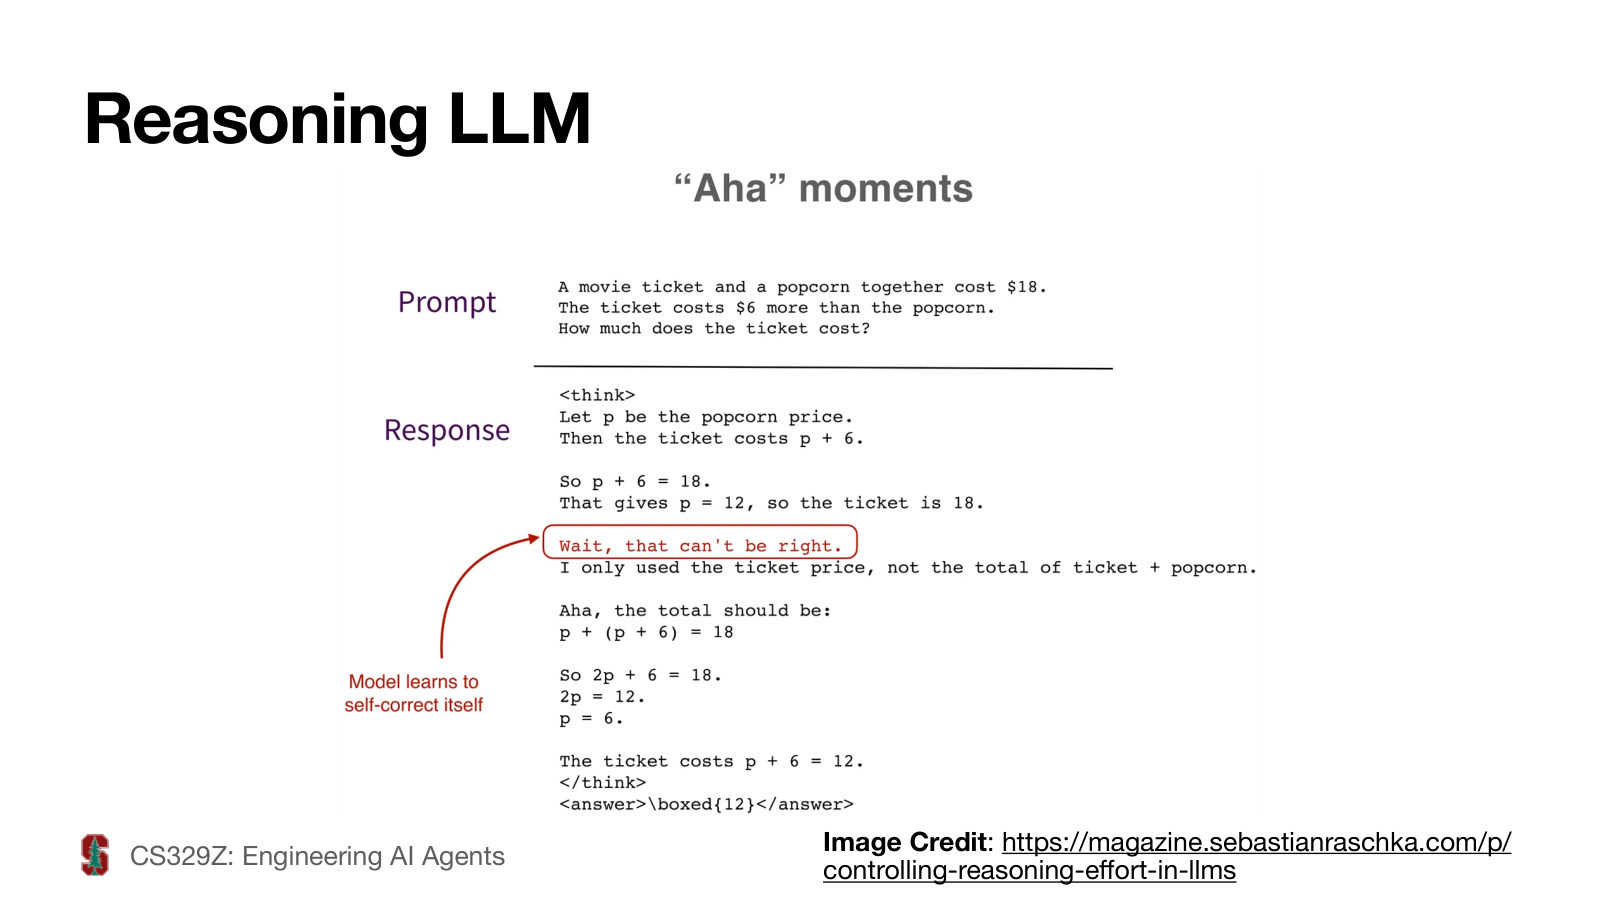 Reasoning LLM
“Aha” moments
Prompt
A movie ticket and a popcorn together cost $18.
The ticket costs $6 more than the popcorn.
How much does the ticket cost?
Response
<think>
Let p be the popcorn price.
Then the ticket costs p + 6.
So p + 6 = 18.
That gives p = 12, so the ticket is 18.
Wait, that can't be right.
I only used the ticket price, not the total of ticket + popcorn.
Aha, the total should be:
p + (p + 6) = 18
So 2p + 6 = 18.
2p = 12.
p = 6.
The ticket costs p + 6 = 12.
</think>
<answer>\boxed{12}</answer>
Model learns to
self-correct itself
CS329Z: Engineering AI Agents
Image Credit: https://magazine.sebastianraschka.com/p/
controlling-reasoning-effort-in-llms